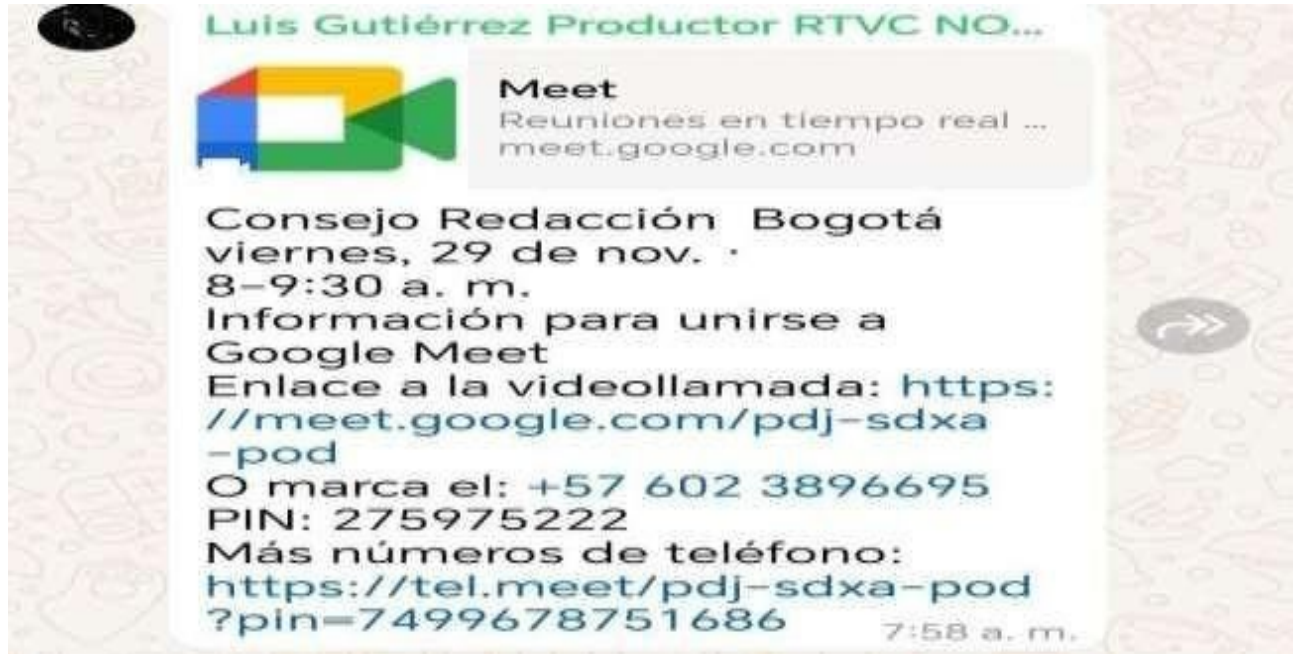 Luis Gutiérrez Productor RTVC NO...
Meet
Reuniones en tiempo real ...
meet.google.com
Consejo Redacción Bogotá
viernes, 29 de nov. ·
8–9:30 a. m.
Información para unirse a
Google Meet
Enlace a la videollamada: https:
//meet.google.com/pdj-sdxa
-pod
O marca el: +57 602 3896695
PIN: 275975222
Más números de teléfono:
https://tel.meet/pdj-sdxa-pod
?pin=7499678751686
7:58 a. m.